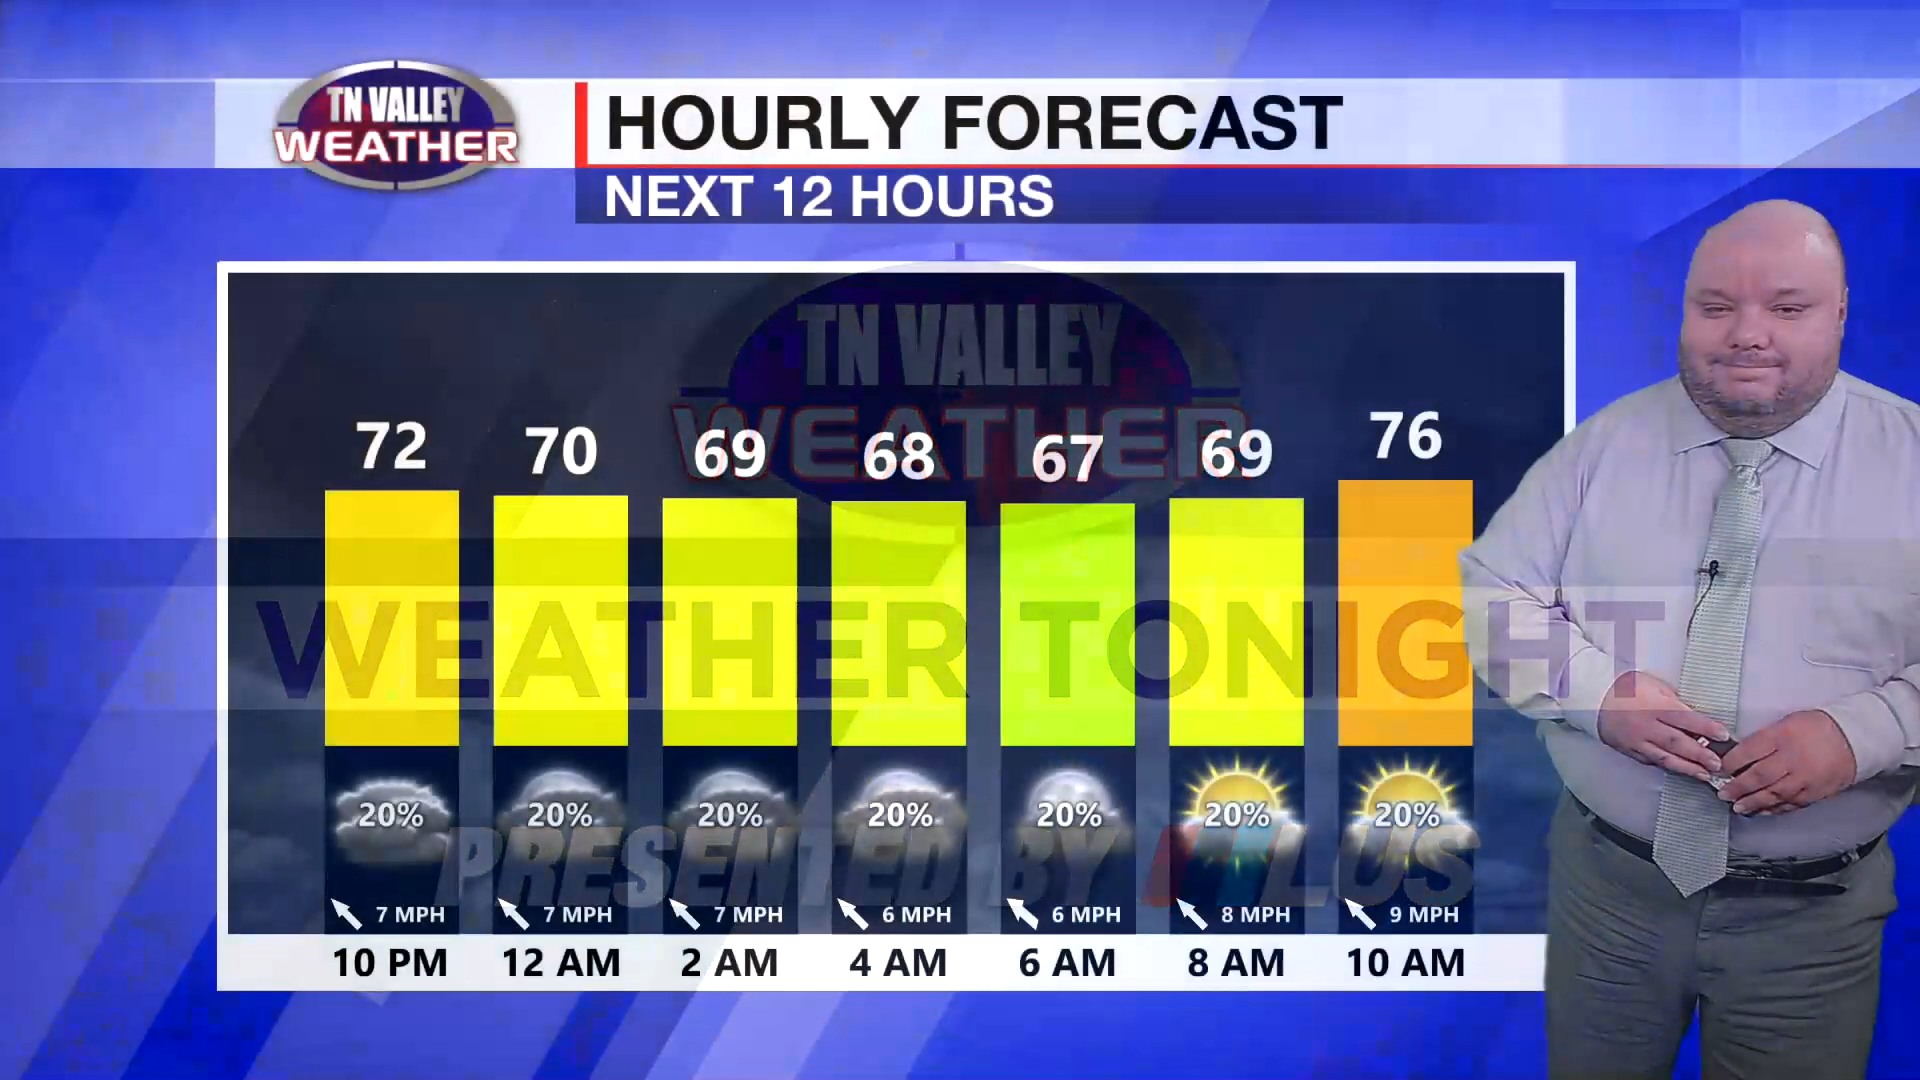 TN VALLEY
WEATHER
HOURLY FORECAST
NEXT 12 HOURS
TN VALLEY
WEATHER
72 70 69 68 67 69 76
WEATHER TONIGHT
20% 20% 20% 20% 20% 20% 20%
PRESENTED BY
7 MPH 7 MPH 7 MPH 6 MPH 6 MPH 8 MPH 9 MPH
10 PM 12 AM 2 AM 4 AM 6 AM 8 AM 10 AM